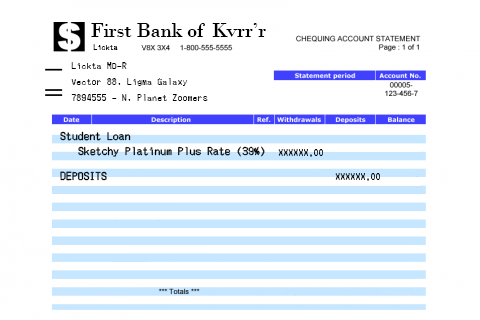 First Bank of Kvrr'r
Lickta V8X 3X4 1-800-555-5555
CHEQUING ACCOUNT STATEMENT
Page : 1 of 1
Lickta MD-R
Vector 88. Ligma Galaxy
7894555 - N. Planet Zoomers
Statement period Account No.
00005-
123-456-7
Date Description Ref. Withdrawals Deposits Balance
Student Loan
Sketchy Platinum Plus Rate (39%) XXXXXX.00
DEPOSITS XXXXXX.00
*** Totals ***